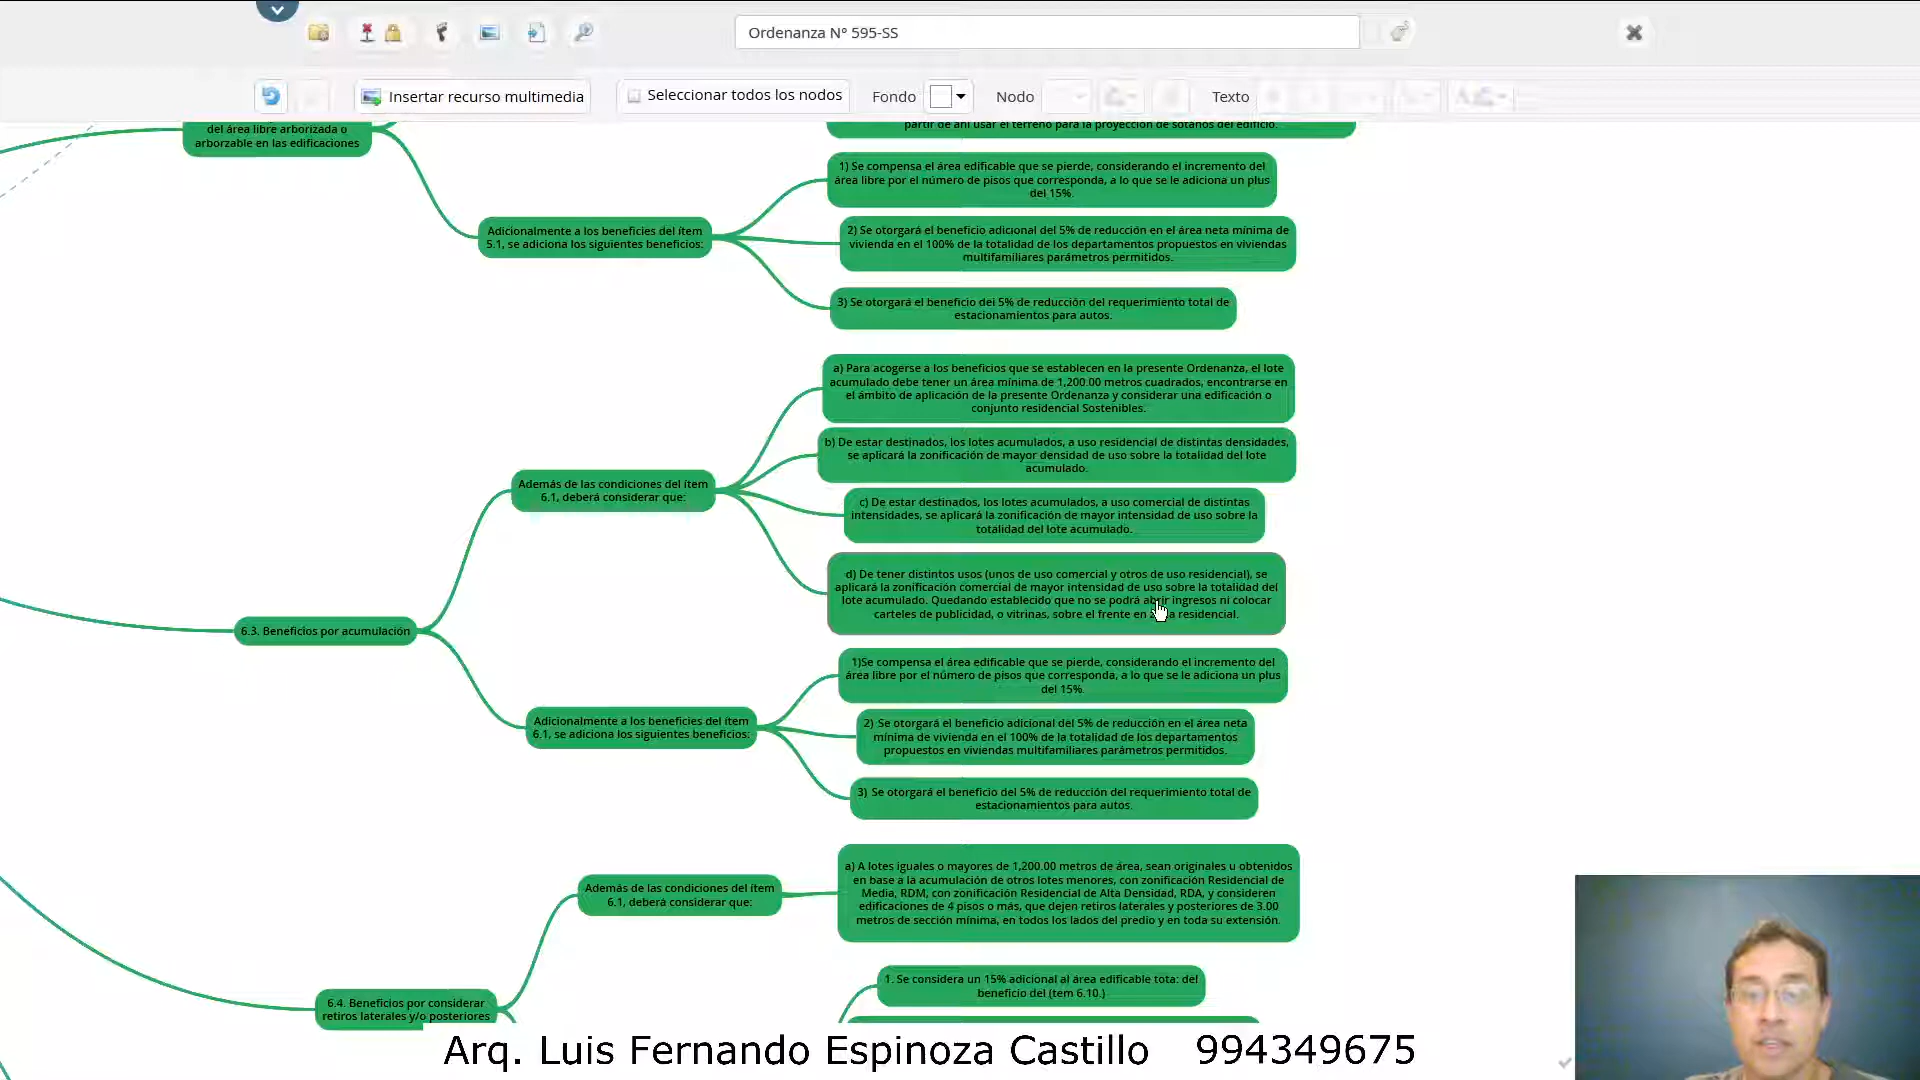 Ordenanza N° 595-SS
Insertar recurso multimedia
Seleccionar todos los nodos
Fondo
Nodo
Texto
del área libre arborizada o
arborzable en las edificaciones
partir de ahí usar el terreno para la proyección de sótanos del edificio.
Adicionalmente a los beneficies del ítem
5.1, se adiciona los siguientes beneficios:
1) Se compensa el área edificable que se pierde, considerando el incremento del
área libre por el número de pisos que corresponda, a lo que se le adiciona un plus
del 15%.
2) Se otorgará el beneficio adicional del 5% de reducción en el área neta mínima de
vivienda en el 100% de la totalidad de los departamentos propuestos en viviendas
multifamiliares parámetros permitidos.
3) Se otorgará el beneficio del 5% de reducción del requerimiento total de
estacionamientos para autos.
6.3. Beneficios por acumulación
Además de las condiciones del ítem
6.1, deberá considerar que:
a) Para acogerse a los beneficios que se establecen en la presente Ordenanza, el lote
acumulado debe tener un área mínima de 1,200.00 metros cuadrados, encontrarse en
el ámbito de aplicación de la presente Ordenanza y considerar una edificación o
conjunto residencial Sostenibles.
b) De estar destinados, los lotes acumulados, a uso residencial de distintas densidades,
se aplicará la zonificación de mayor densidad de uso sobre la totalidad del lote
acumulado.
c) De estar destinados, los lotes acumulados, a uso comercial de distintas
intensidades, se aplicará la zonificación de mayor intensidad de uso sobre la
totalidad del lote acumulado.
d) De tener distintos usos (unos de uso comercial y otros de uso residencial), se
aplicará la zonificación comercial de mayor intensidad de uso sobre la totalidad del
lote acumulado. Quedando establecido que no se podrá abrir ingresos ni colocar
carteles de publicidad, o vitrinas, sobre el frente en residencial.
Adicionalmente a los beneficies del ítem
6.1, se adiciona los siguientes beneficios:
1)Se compensa el área edificable que se pierde, considerando el incremento del
área libre por el número de pisos que corresponda, a lo que se le adiciona un plus
del 15%.
2) Se otorgará el beneficio adicional del 5% de reducción en el área neta
mínima de vivienda en el 100% de la totalidad de los departamentos
propuestos en viviendas multifamiliares parámetros permitidos.
3) Se otorgará el beneficio del 5% de reducción del requerimiento total de
estacionamientos para autos.
6.4. Beneficios por considerar
retiros laterales y/o posteriores
Además de las condiciones del ítem
6.1, deberá considerar que:
a) A lotes iguales o mayores de 1,200.00 metros de área, sean originales u obtenidos
en base a la acumulación de otros lotes menores, con zonificación Residencial de
Media, RDM, con zonificación Residencial de Alta Densidad, RDA, y consideren
edificaciones de 4 pisos o más, que dejen retiros laterales y posteriores de 3.00
metros de sección mínima, en todos los lados del predio y en toda su extensión.
1. Se considera un 15% adicional al área edificable tota: del
beneficio del (tem 6.10.)
Arq. Luis Fernando Espinoza Castillo 994349675